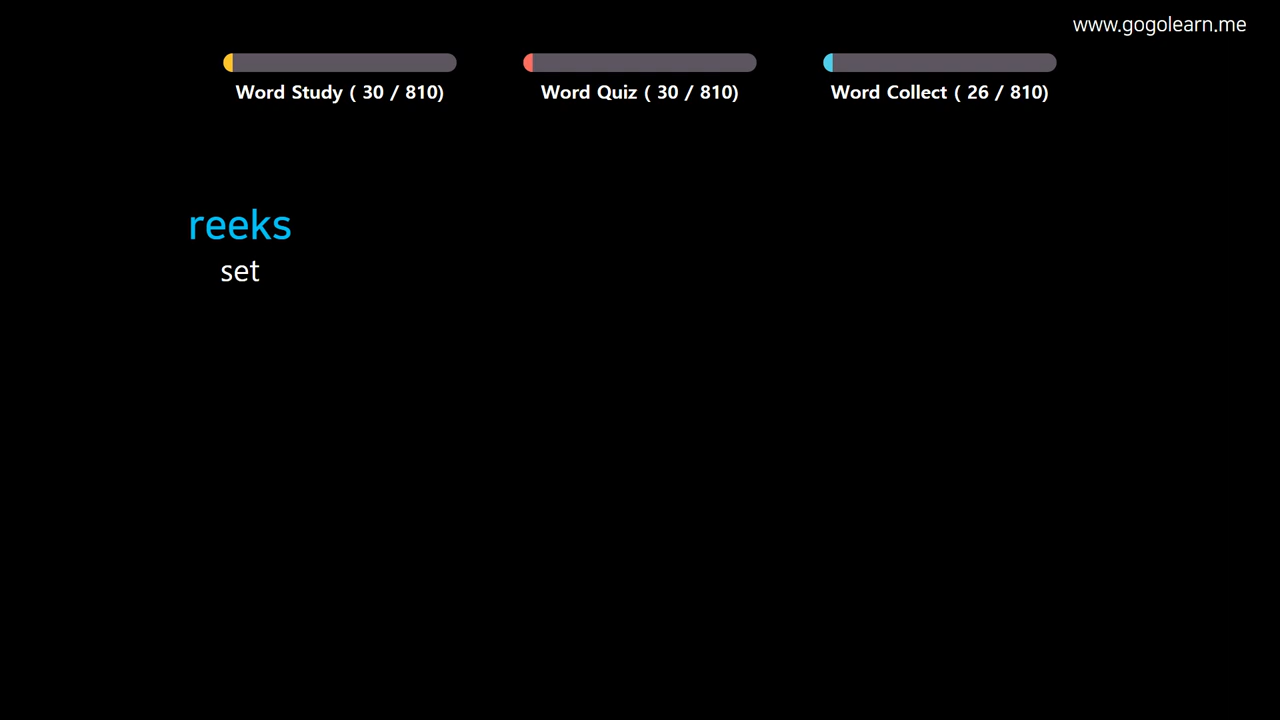 www.gogolearn.me
Word Study ( 30 / 810)
Word Quiz ( 30 / 810)
Word Collect ( 26 / 810)
reeks
set